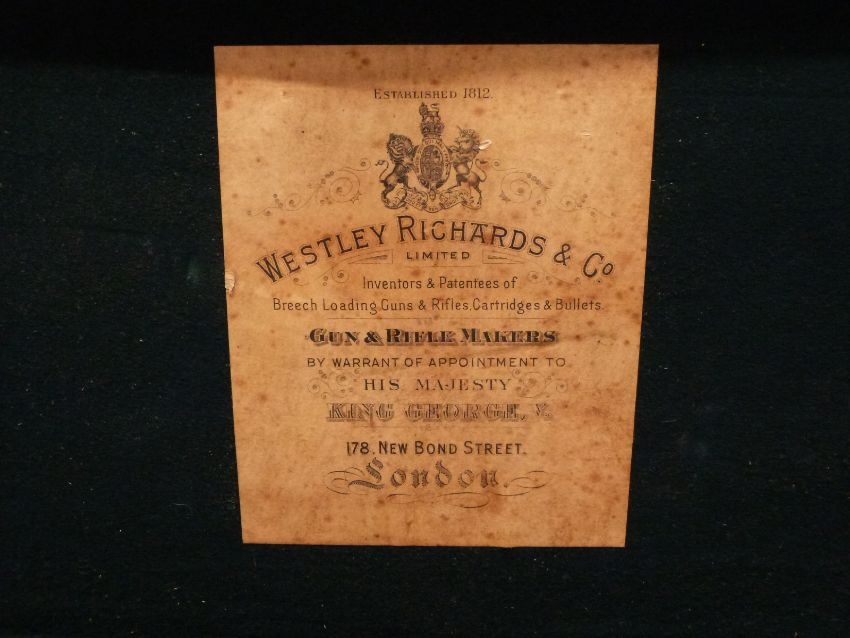 ESTABLISHED 1812.
WESTLEY RICHARDS & Co
LIMITED
Inventors & Patentees of
Breech Loading Guns & Rifles, Cartridges & Bullets.
GUN & RIFLE MAKERS
BY WARRANT OF APPOINTMENT TO
HIS MAJESTY
KING GEORGE, V.
178, NEW BOND STREET.
London.